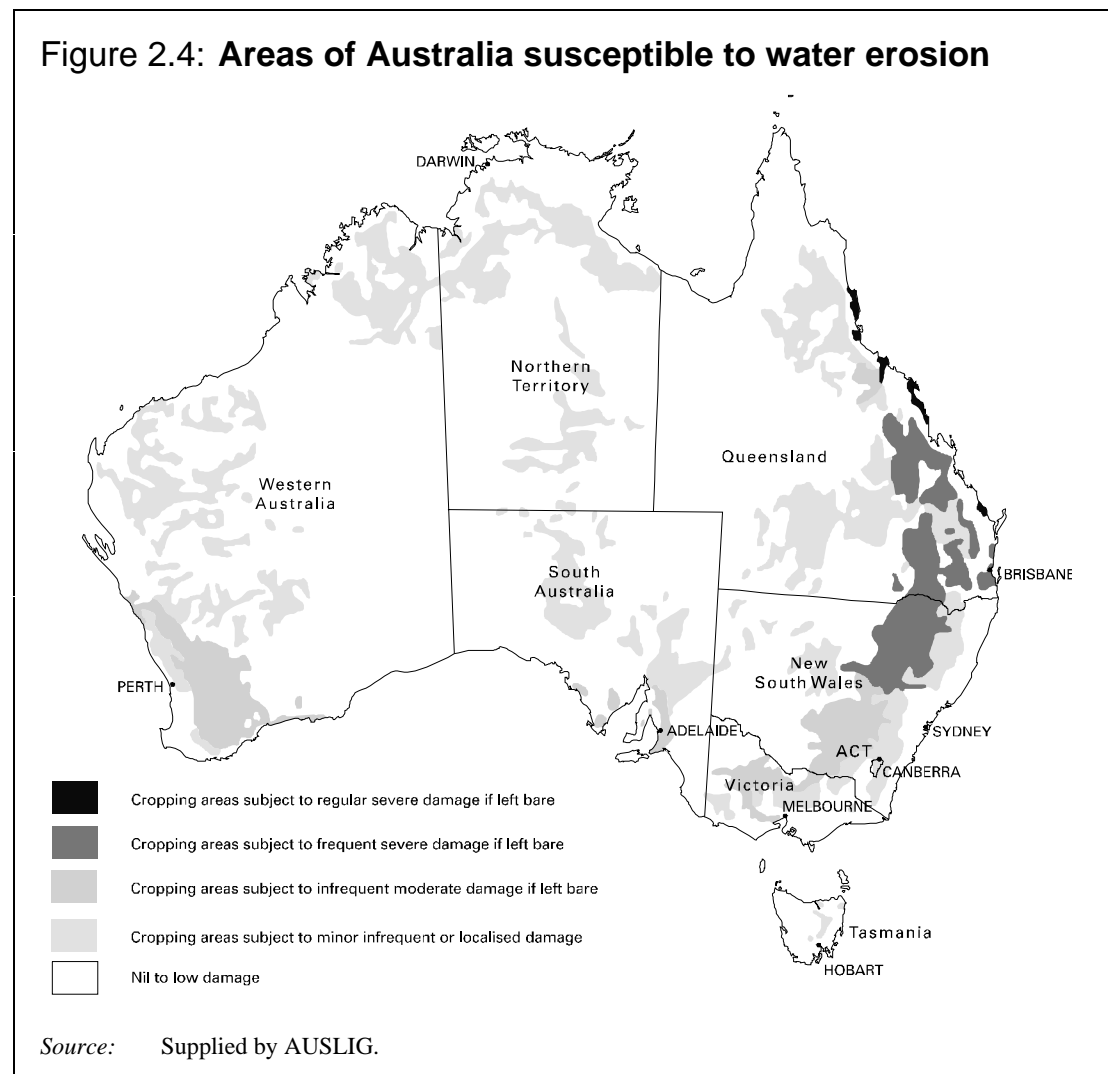 Figure 2.4: Areas of Australia susceptible to water erosion
DARWIN
Northern
Territory
Queensland
Western
Australia
South
Australia
BRISBANE
New
South Wales
PERTH
ADELAIDE
SYDNEY
ACT
CANBERRA
Victoria
MELBOURNE
Tasmania
HOBART
Cropping areas subject to regular severe damage if left bare
Cropping areas subject to frequent severe damage if left bare
Cropping areas subject to infrequent moderate damage if left bare
Cropping areas subject to minor infrequent or localised damage
Nil to low damage
Source: Supplied by AUSLIG.